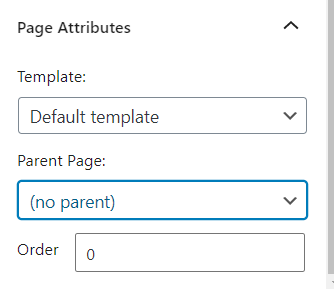 Page Attributes
Template:
Default template
Parent Page:
(no parent)
Order 0